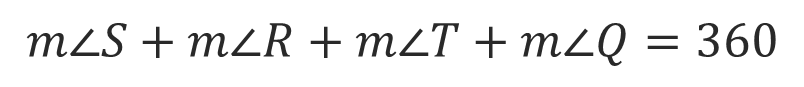 m∠S + m∠R + m∠T + m∠Q = 360